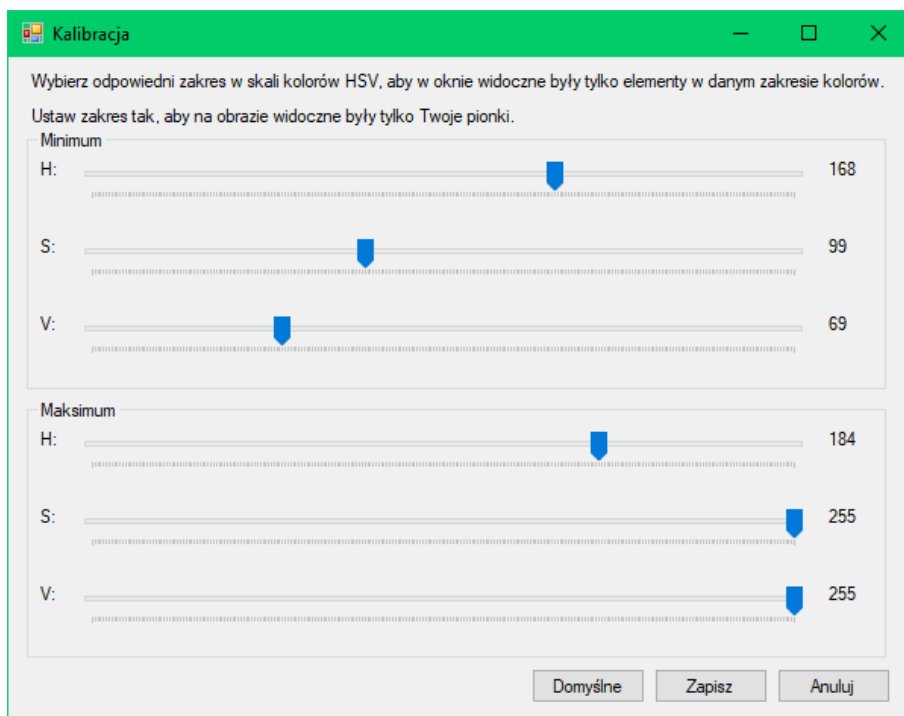 Kalibracja
Wybierz odpowiedni zakres w skali kolorów HSV, aby w oknie widoczne były tylko elementy w danym zakresie kolorów.
Ustaw zakres tak, aby na obrazie widoczne były tylko Twoje pionki.
Minimum
H: 168
S: 99
V: 69
Maksimum
H: 184
S: 255
V: 255
Domyślne Zapisz Anuluj